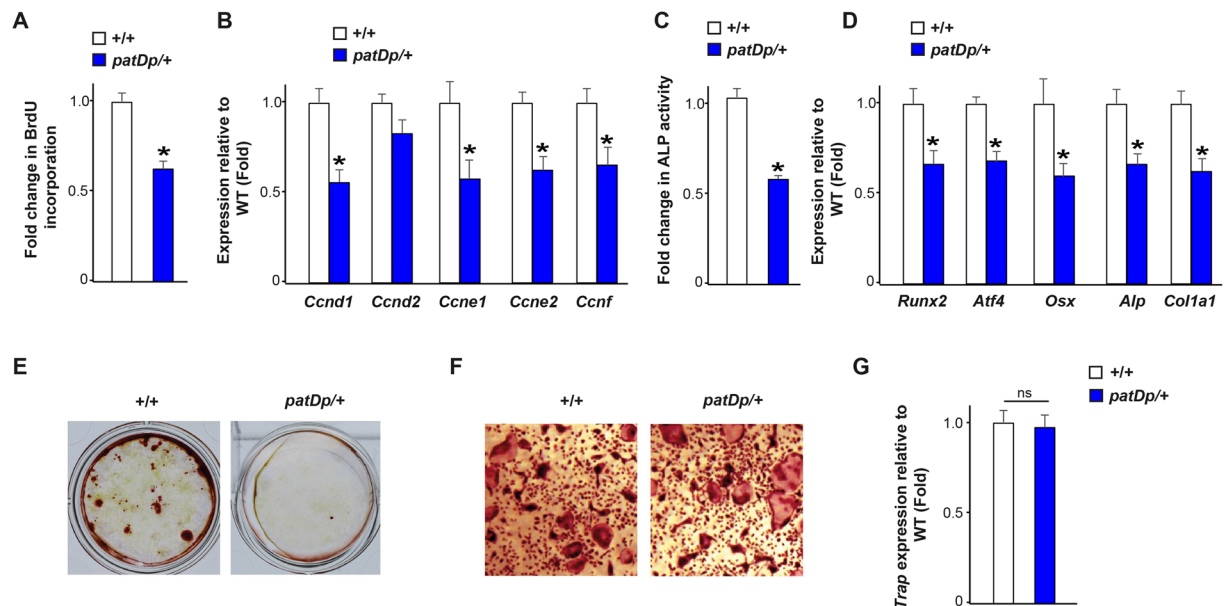 A
+/+
patDp/+
Fold change in BrdU
incorporation
1.0
0.5
0
*
B
+/+
patDp/+
Expression relative to
WT (Fold)
1.0
0.5
0
* * * *
Ccnd1 Ccnd2 Ccne1 Ccne2 Ccnf
C
+/+
patDp/+
Fold change in ALP activity
1.0
0.5
0
*
D
+/+
patDp/+
Expression relative to
WT (Fold)
1.0
0.5
0
* * * * *
Runx2 Atf4 Osx Alp Col1a1
E
+/+ patDp/+
F
+/+ patDp/+
G
+/+
patDp/+
Trap expression relative to
WT (Fold)
1.0
0.5
0
ns